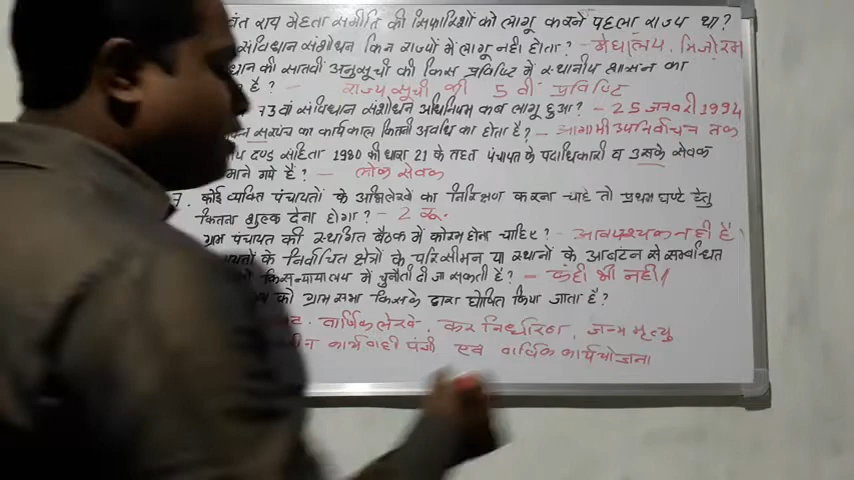 वंत राय मेहता समीति की सिफारिशों को लागू करने पहला राज्य था?
संविधान संशोधन किन राज्यों में लागू नही होता? - मेघालय, मिजोरम
धान की सातवीं अनुसूची की किस प्रविष्टि में स्थानीय शासन का
है? - राज्य सूची की 5 वी प्रविष्टि
73वां संविधान संशोधन अधिनियम कब लागू हुआ? - 25 जनवरी 1994
सरपंच का कार्यकाल कितनी अवधि का होता है? - आगामी उपनिर्वाचन तक
दण्ड संहिता 1980 की धारा 21 के तहत पंचायत के पदाधिकारी व उसके सेवक
माने गये है? - लोक सेवक
7. कोई व्यक्ति पंचायतों के अभिलेखों का निरिक्षण करना चाहे तो प्रथम घण्टे हेतु
कितना शुल्क देना होगा? - 2 रू.
ग्राम पंचायत की स्थगित बैठक में कोरम होना चाहिए? - आवश्यक नही है
यतों के निर्वाचित क्षेत्रों के परिसीमन या स्थानों के आबंटन से सम्बन्धित
किस न्यायालय में चुनौती दी जा सकती है? - कही भी नही।
को ग्राम सभा किसके द्वारा घोषित किया जाता है?
वार्षिक लेखे, कर निर्धारण, जन्म मृत्यु
कार्यवाही पंजी एवं वार्षिक कार्ययोजना